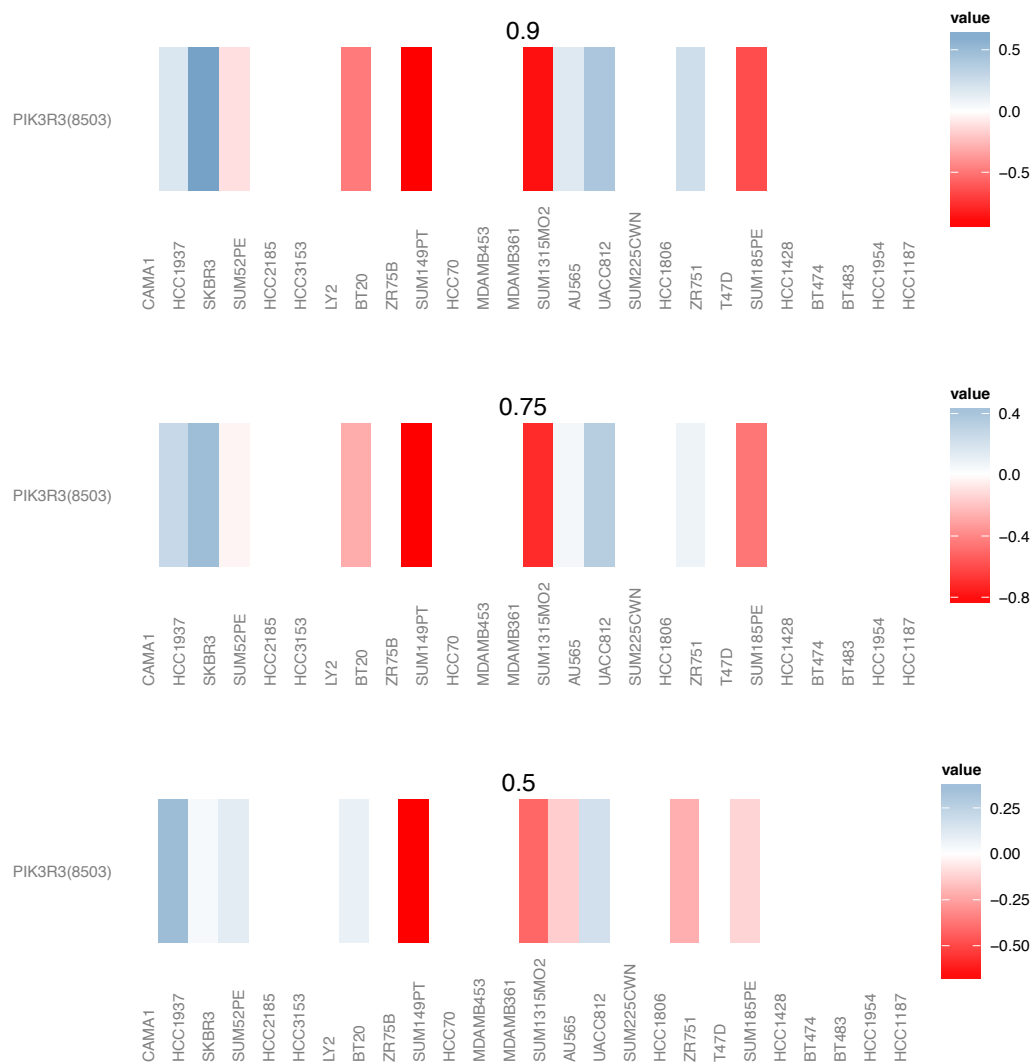 0.9
PIK3R3(8503)
value
0.5
0.0
−0.5
CAMA1
HCC1937
SKBR3
SUM52PE
HCC2185
HCC3153
LY2
BT20
ZR75B
SUM149PT
HCC70
MDAMB453
MDAMB361
SUM1315MO2
AU565
UACC812
SUM225CWN
HCC1806
ZR751
T47D
SUM185PE
HCC1428
BT474
BT483
HCC1954
HCC1187
0.75
PIK3R3(8503)
value
0.4
0.0
−0.4
−0.8
CAMA1
HCC1937
SKBR3
SUM52PE
HCC2185
HCC3153
LY2
BT20
ZR75B
SUM149PT
HCC70
MDAMB453
MDAMB361
SUM1315MO2
AU565
UACC812
SUM225CWN
HCC1806
ZR751
T47D
SUM185PE
HCC1428
BT474
BT483
HCC1954
HCC1187
0.5
PIK3R3(8503)
value
0.25
0.00
−0.25
−0.50
CAMA1
HCC1937
SKBR3
SUM52PE
HCC2185
HCC3153
LY2
BT20
ZR75B
SUM149PT
HCC70
MDAMB453
MDAMB361
SUM1315MO2
AU565
UACC812
SUM225CWN
HCC1806
ZR751
T47D
SUM185PE
HCC1428
BT474
BT483
HCC1954
HCC1187